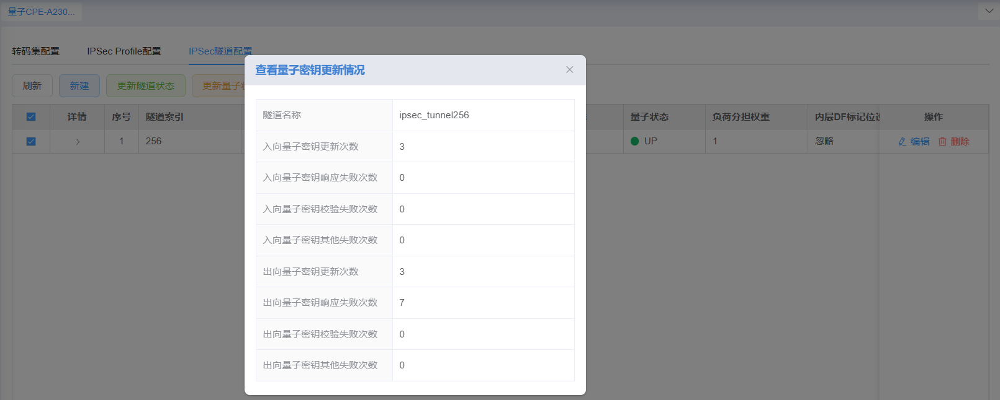 量子CPE-A230...
转码集配置 IPSec Profile配置 IPSec隧道配置
刷新 新建 更新隧道状态 更新量子
详情 序号 隧道索引 量子状态 负荷分担权重 内层DF标记位 操作
1 256 UP 1 忽略 编辑 删除
查看量子密钥更新情况
隧道名称 ipsec_tunnel256
入向量子密钥更新次数 3
入向量子密钥响应失败次数 0
入向量子密钥校验失败次数 0
入向量子密钥其他失败次数 0
出向量子密钥更新次数 3
出向量子密钥响应失败次数 7
出向量子密钥校验失败次数 0
出向量子密钥其他失败次数 0